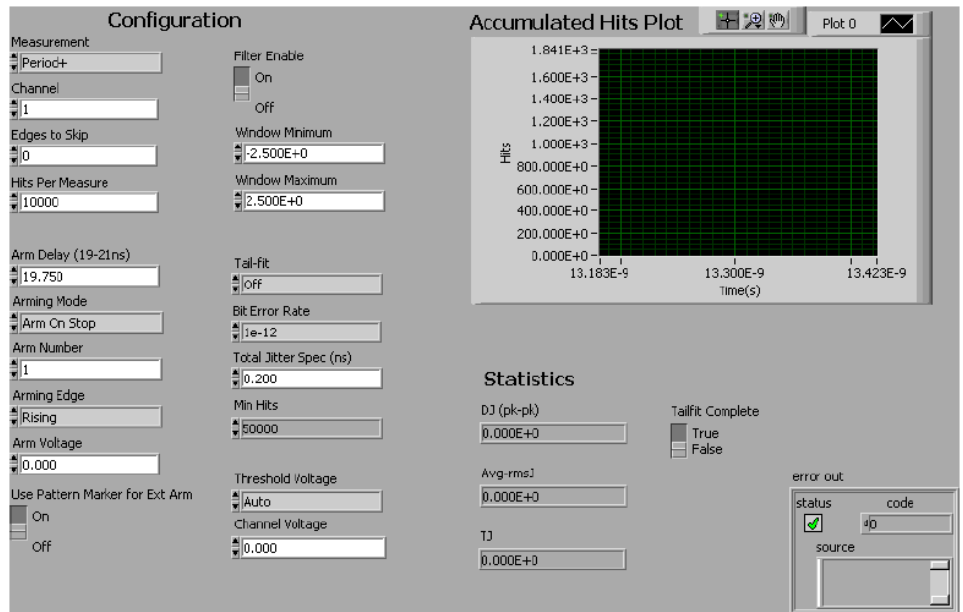 Configuration
Measurement
Period+
Channel
1
Edges to Skip
0
Hits Per Measure
10000
Arm Delay (19-21ns)
19.750
Arming Mode
Arm On Stop
Arm Number
1
Arming Edge
Rising
Arm Voltage
0.000
Use Pattern Marker for Ext Arm
On
Off
Filter Enable
On
Off
Window Minimum
-2.500E+0
Window Maximum
2.500E+0
Tail-fit
Off
Bit Error Rate
1e-12
Total Jitter Spec (ns)
0.200
Min Hits
50000
Threshold Voltage
Auto
Channel Voltage
0.000
Accumulated Hits Plot
Plot 0
1.841E+3
1.600E+3
1.400E+3
1.200E+3
1.000E+3
800.000E+0
600.000E+0
400.000E+0
200.000E+0
0.000E+0
Hits
13.183E-9 13.300E-9 13.423E-9
Time(s)
Statistics
DJ (pk-pk)
0.000E+0
Avg-rmsJ
0.000E+0
TJ
0.000E+0
Tailfit Complete
True
False
error out
status code
d0
source